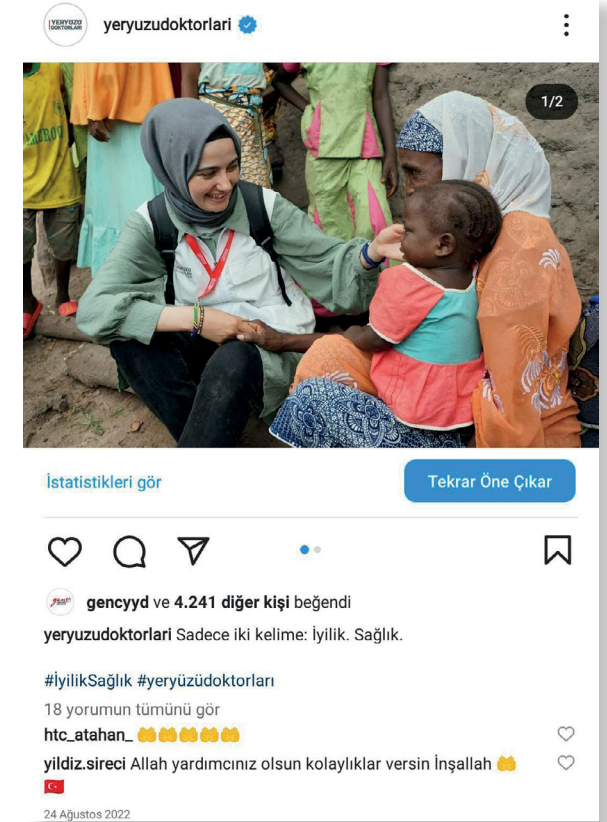 YERYÜZÜ
DOKTORLARI
yeryuzudoktorlari
1/2
İstatistikleri gör
Tekrar Öne Çıkar
gencyyd ve 4.241 diğer kişi beğendi
yeryuzudoktorlari Sadece iki kelime: İyilik. Sağlık.
#İyilikSağlık #yeryüzüdoktorları
18 yorumun tümünü gör
htc_atahan_ 🤲🤲🤲🤲🤲
yildiz.sireci Allah yardımcınız olsun kolaylıklar versin İnşallah 🤲
🇹🇷
24 Ağustos 2022